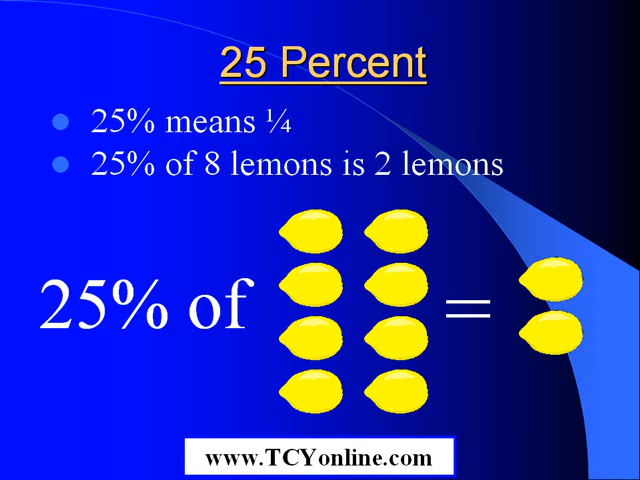 25 Percent
25% means ¼
25% of 8 lemons is 2 lemons
25% of =
www.TCYonline.com